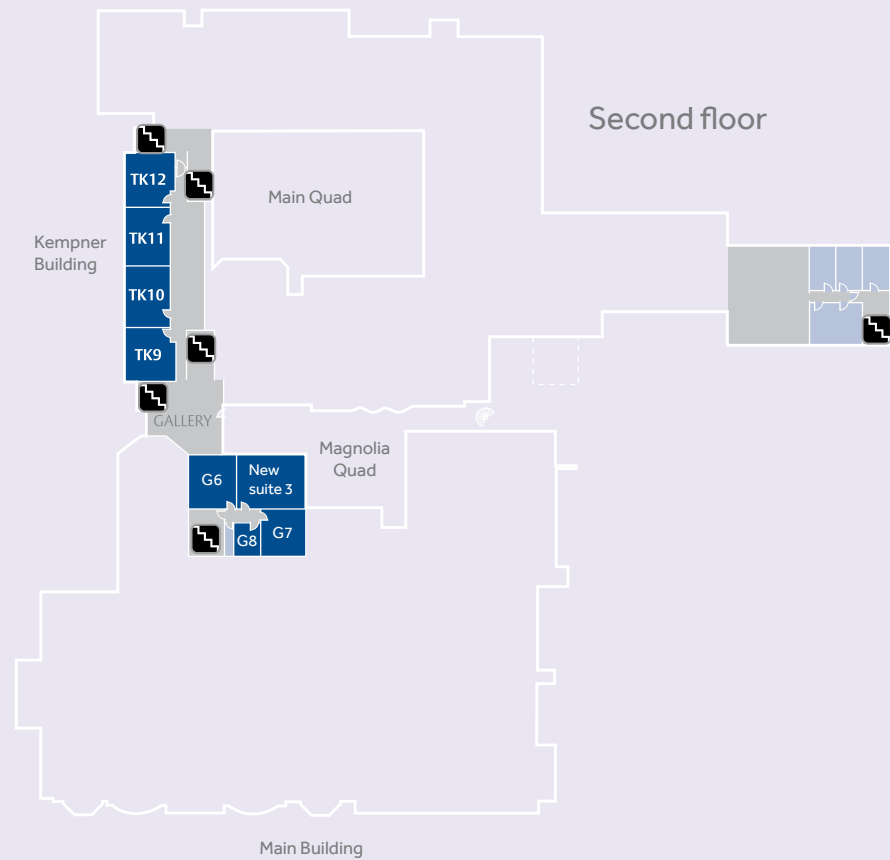 Second floor
TK12
Main Quad
Kempner
Building
TK11
TK10
TK9
GALLERY
Magnolia
Quad
G6
New
suite 3
G8
G7
Main Building